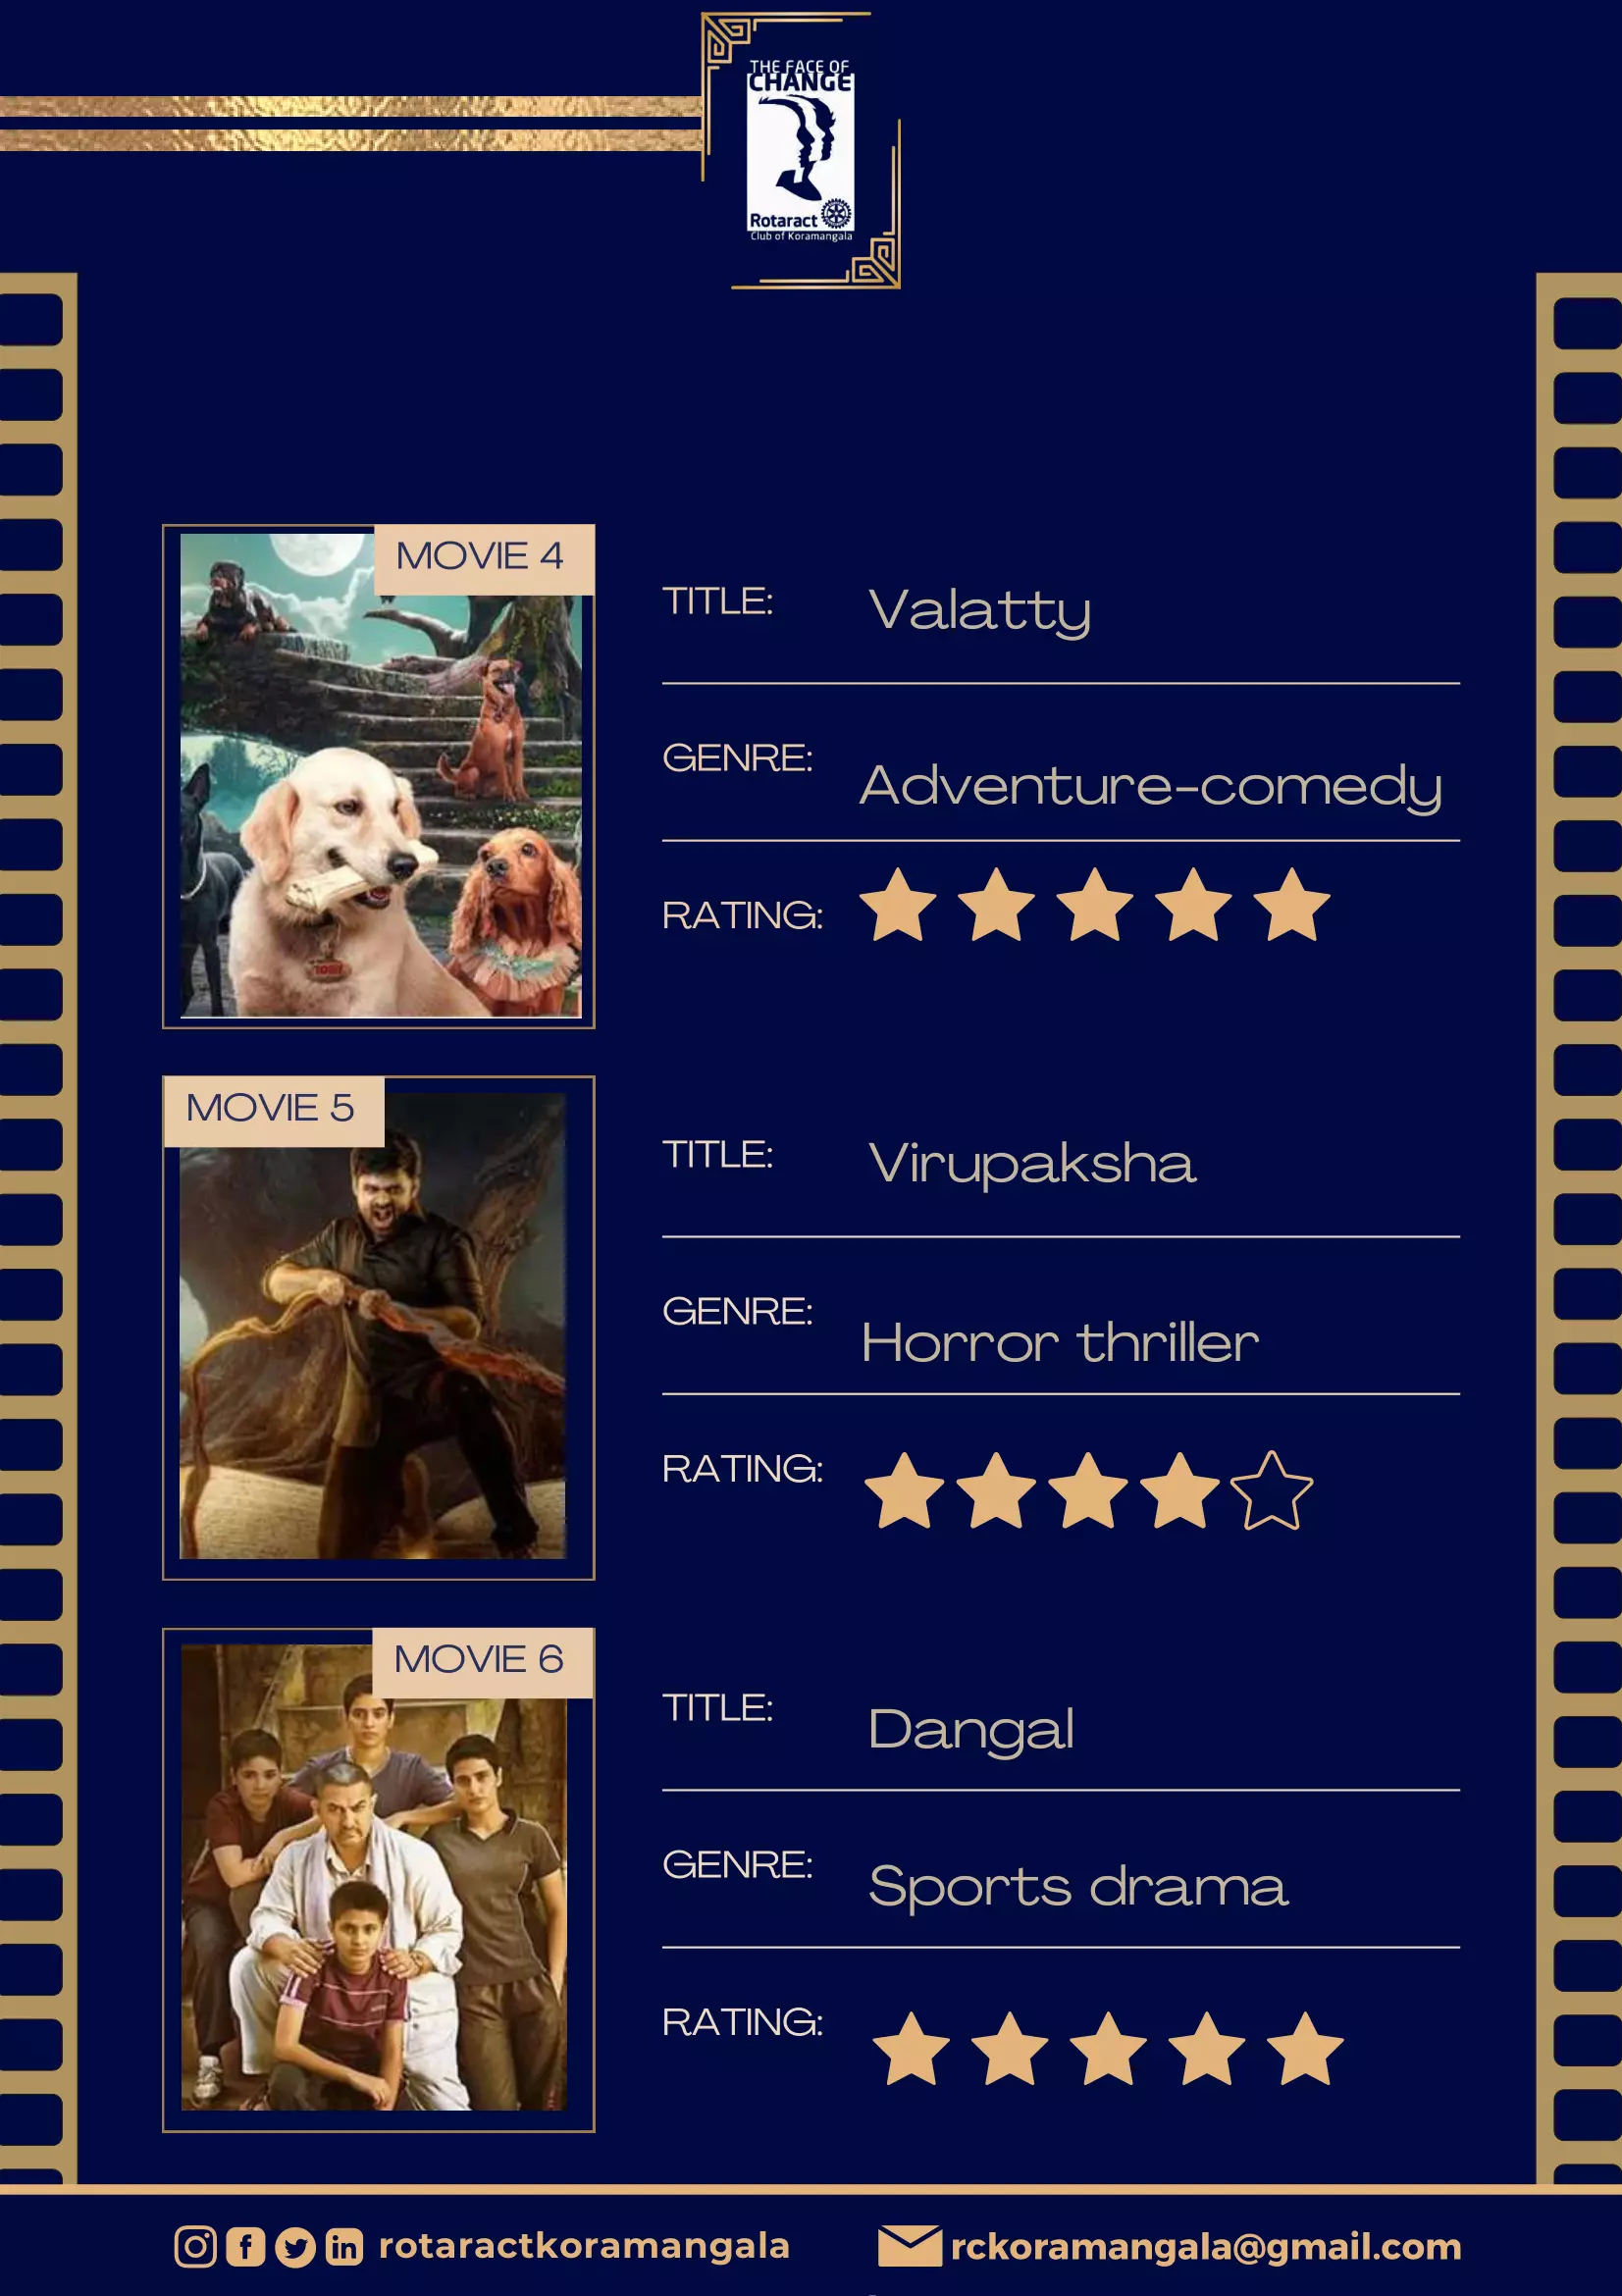 THE FACE OF
CHANGE
Rotaract
Club of Koramangala
MOVIE 4
TITLE: Valatty
GENRE: Adventure-comedy
RATING:
MOVIE 5
TITLE: Virupaksha
GENRE: Horror thriller
RATING:
MOVIE 6
TITLE: Dangal
GENRE: Sports drama
RATING:
rotaractkoramangala
rckoramangala@gmail.com